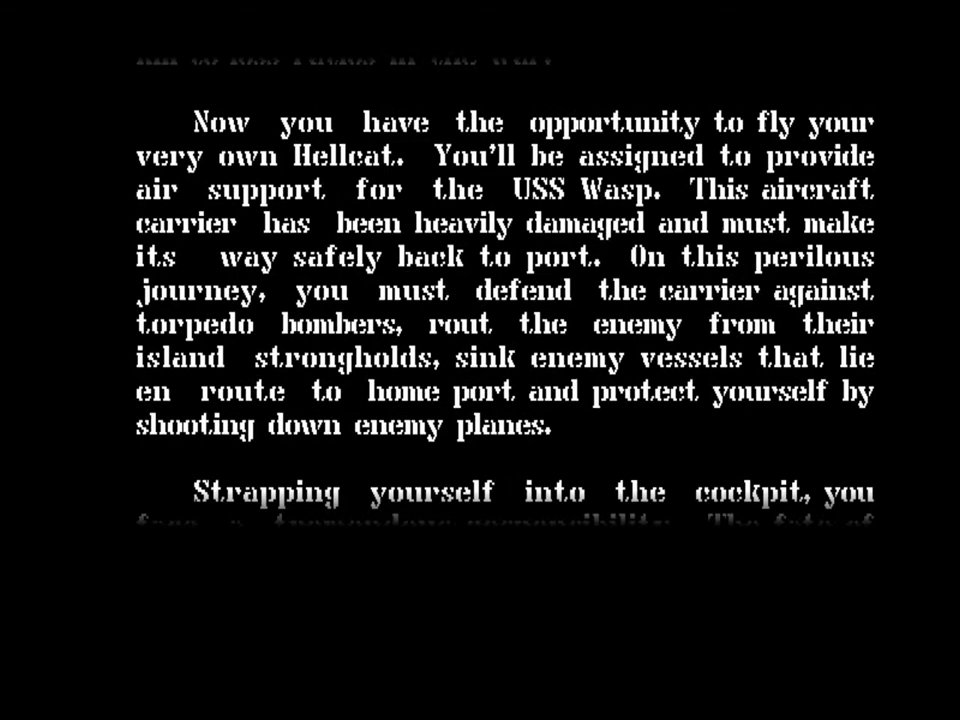 Now you have the opportunity to fly your
very own Hellcat. You'll be assigned to provide
air support for the USS Wasp. This aircraft
carrier has been heavily damaged and must make
its way safely back to port. On this perilous
journey, you must defend the carrier against
torpedo bombers, rout the enemy from their
island strongholds, sink enemy vessels that lie
en route to home port and protect yourself by
shooting down enemy planes.
Strapping yourself into the cockpit, you